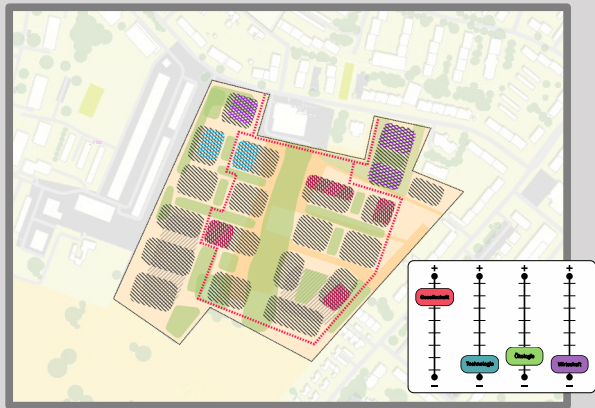 + + + +
Gesellschaft
Technologie
Ökologie
Wirtschaft
– – – –